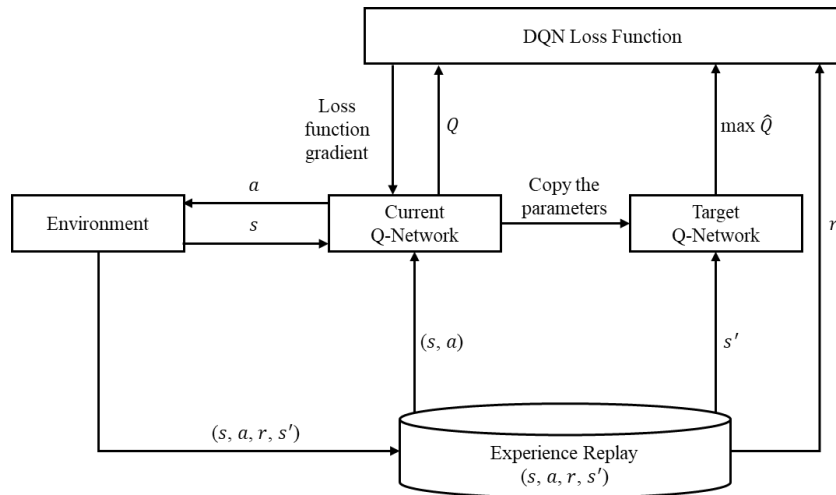 DQN Loss Function
Loss
function
gradient
Q
max Q̂
a
Copy the
parameters
Environment
s
Current
Q-Network
Target
Q-Network
r
(s, a)
s′
(s, a, r, s′)
Experience Replay
(s, a, r, s′)